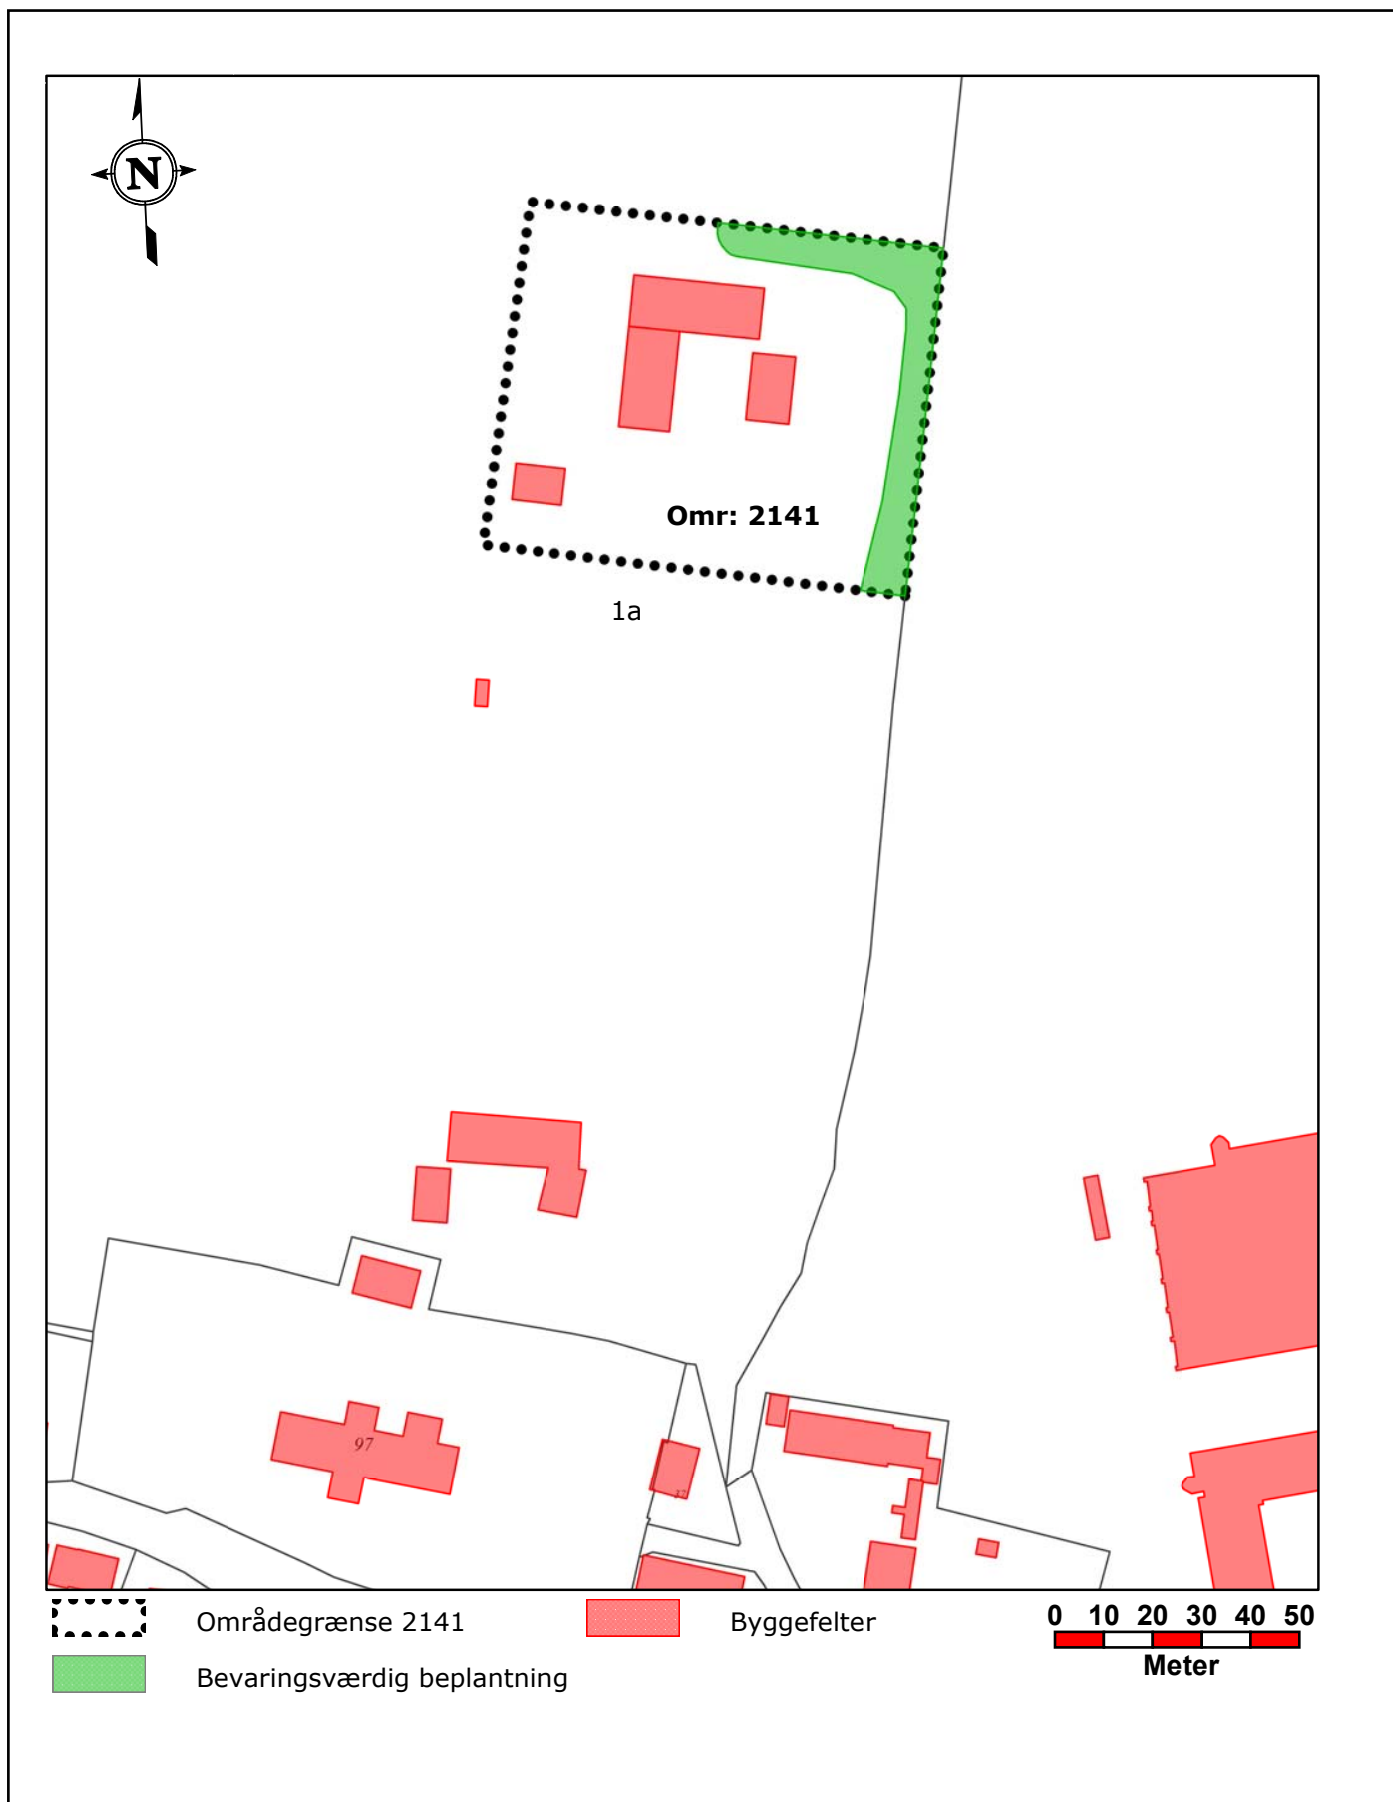 N
Omr: 2141
1a
97
Områdegrænse 2141
Byggefelter
0 10 20 30 40 50
Meter
Bevaringsværdig beplantning